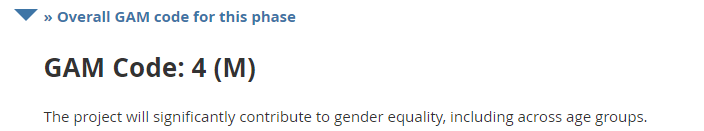 » Overall GAM code for this phase
GAM Code: 4 (M)
The project will significantly contribute to gender equality, including across age groups.